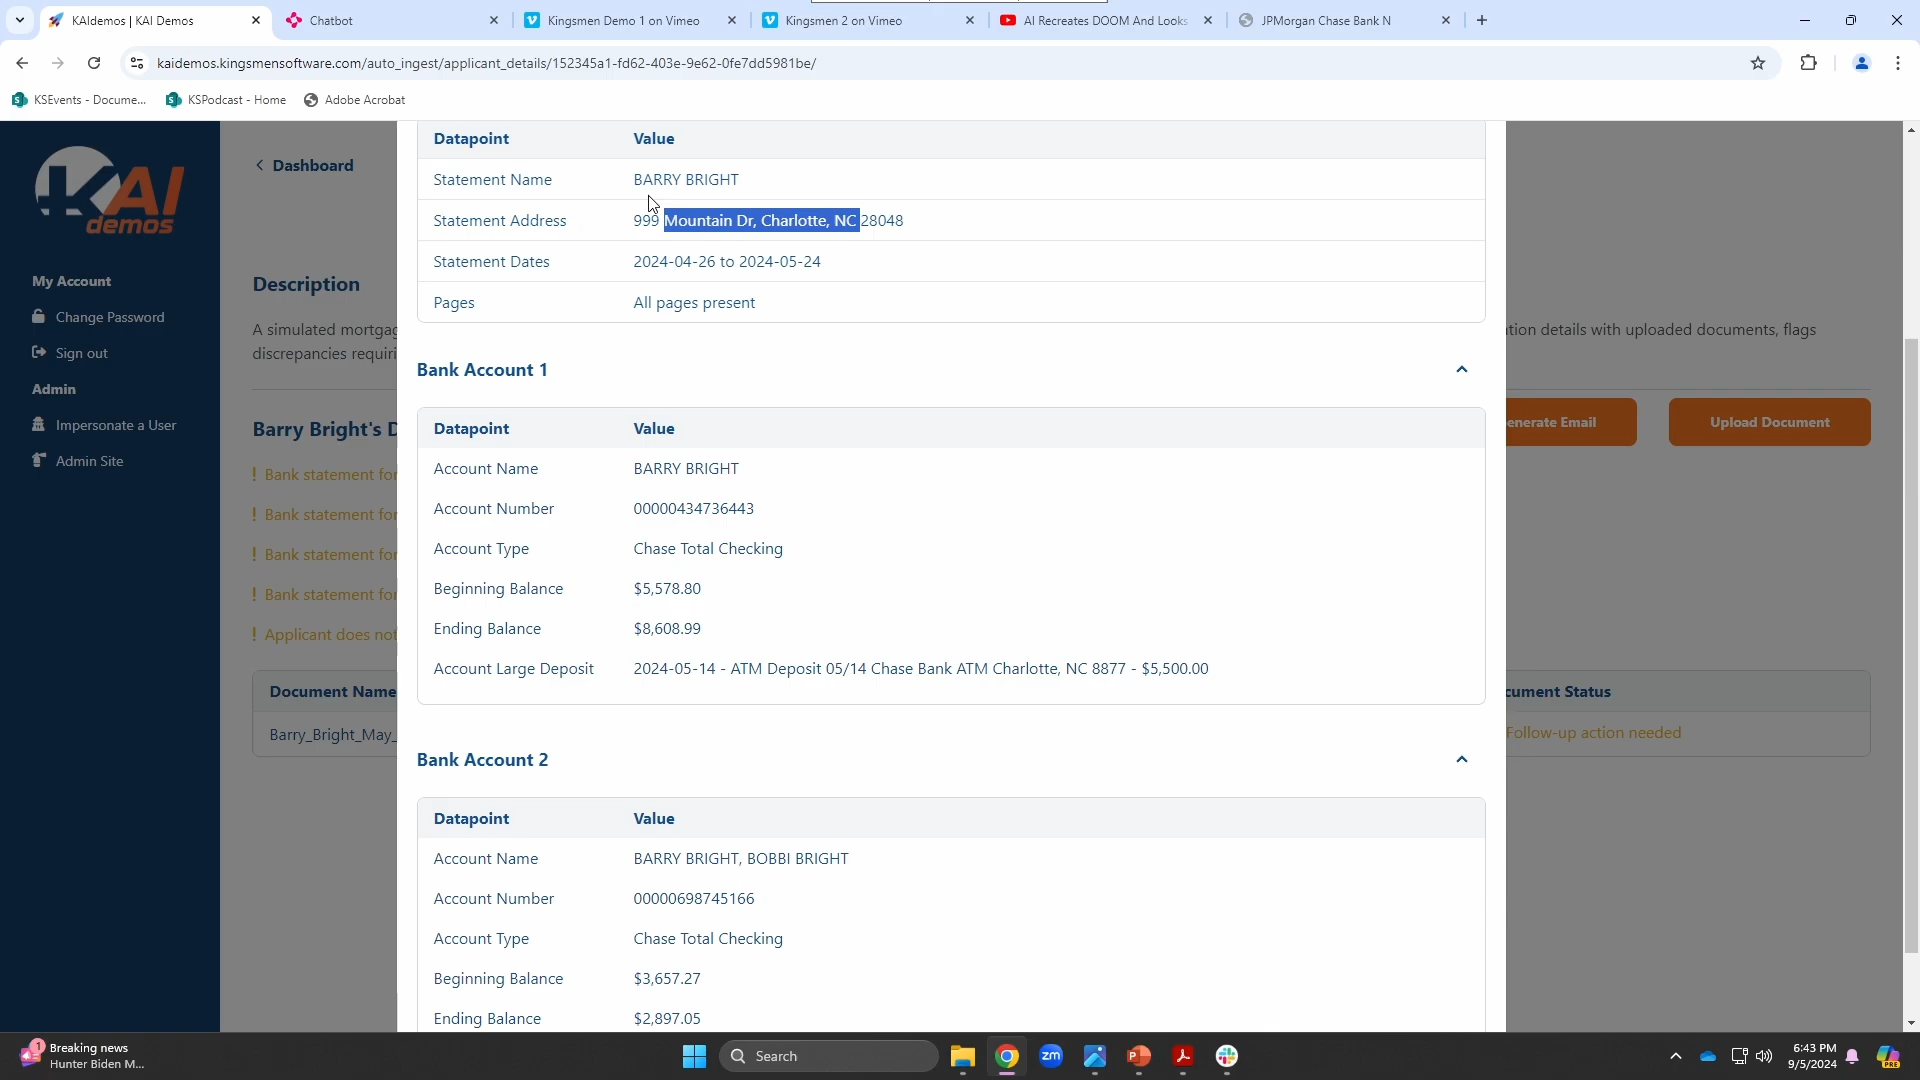 KAIdemos | KAI Demos
Chatbot
Kingsmen Demo 1 on Vimeo
Kingsmen 2 on Vimeo
AI Recreates DOOM And Looks
JPMorgan Chase Bank N
kaidemos.kingsmensoftware.com/auto_ingest/applicant_details/152345a1-fd62-403e-9e62-0fe7dd5981be/
KSEvents - Docume...
KSPodcast - Home
Adobe Acrobat
KAI
demos
My Account
Change Password
Sign out
Admin
Impersonate a User
Admin Site
Dashboard
Description
A simulated mortgag
tion details with uploaded documents, flags
discrepancies requiri
Barry Bright's D
enerate Email
Upload Document
! Bank statement for
! Bank statement for
! Bank statement for
! Bank statement for
! Applicant does not
Document Name
cument Status
Barry_Bright_May_
Follow-up action needed
Datapoint Value
Statement Name BARRY BRIGHT
Statement Address 999 Mountain Dr, Charlotte, NC 28048
Statement Dates 2024-04-26 to 2024-05-24
Pages All pages present
Bank Account 1
Datapoint Value
Account Name BARRY BRIGHT
Account Number 00000434736443
Account Type Chase Total Checking
Beginning Balance $5,578.80
Ending Balance $8,608.99
Account Large Deposit 2024-05-14 - ATM Deposit 05/14 Chase Bank ATM Charlotte, NC 8877 - $5,500.00
Bank Account 2
Datapoint Value
Account Name BARRY BRIGHT, BOBBI BRIGHT
Account Number 00000698745166
Account Type Chase Total Checking
Beginning Balance $3,657.27
Ending Balance $2,897.05
1
Breaking news
Hunter Biden M...
Search
zm
6:43 PM
9/5/2024
PRE